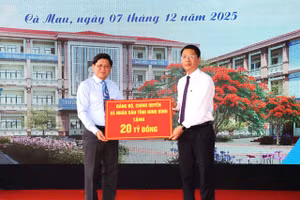 Cà Mau, ngày 07 tháng 12 năm 2025
ĐẢNG BỘ, CHÍNH QUYỀN
VÀ NHÂN DÂN TỈNH NINH BÌNH
TẶNG
20 TỶ ĐỒNG